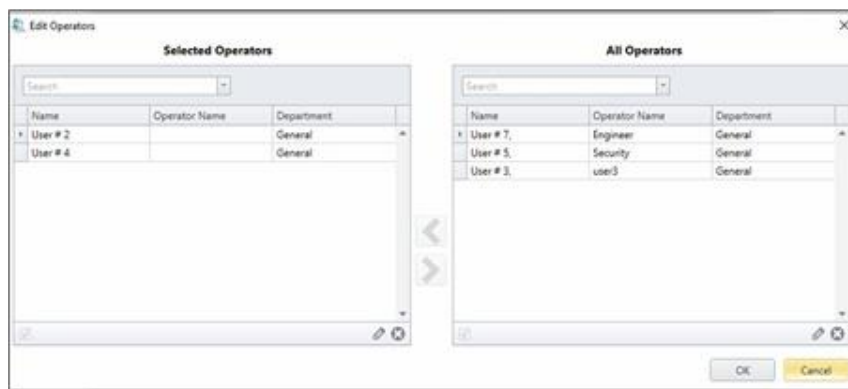 Edit Operators
Selected Operators
All Operators
Search
Search
Name Operator Name Department
Name Operator Name Department
User # 2 General
User # 7, Engineer General
User # 4 General
User # 5, Security General
User # 3, user3 General
OK Cancel